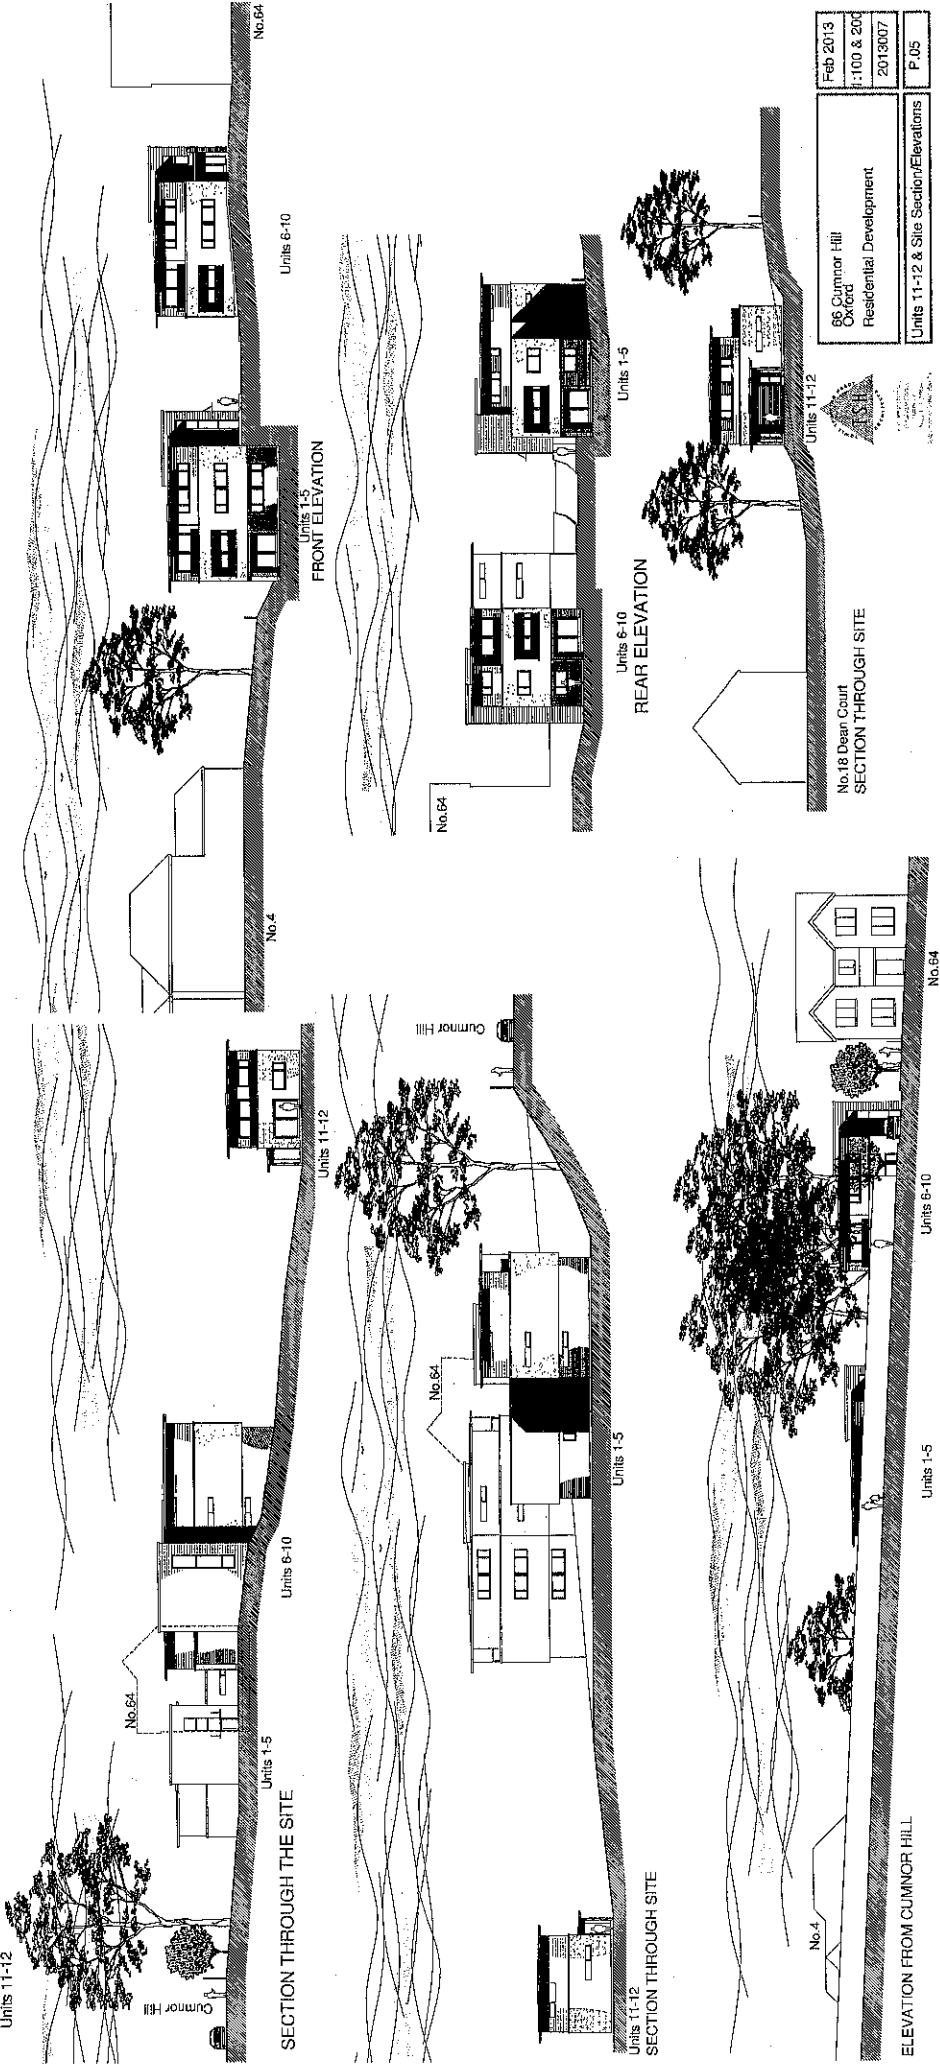 Units 11-12
Cumnor Hill
No.64
Units 1-5
Units 6-10
Units 11-12
SECTION THROUGH THE SITE
No.4
Units 1-5
FRONT ELEVATION
Units 6-10
No.64
Units 11-12
SECTION THROUGH SITE
Units 1-5
No.64
Cumnor Hill
No.64
Units 6-10
REAR ELEVATION
Units 1-5
No.4
Units 1-5
Units 6-10
No.64
ELEVATION FROM CUMNOR HILL
No.18 Dean Court
SECTION THROUGH SITE
Units 11-12
TSH
66 Cumnor Hill
Oxford
Residential Development
Feb 2013
1:100 & 200
2013007
Units 11-12 & Site Section/Elevations
P.05